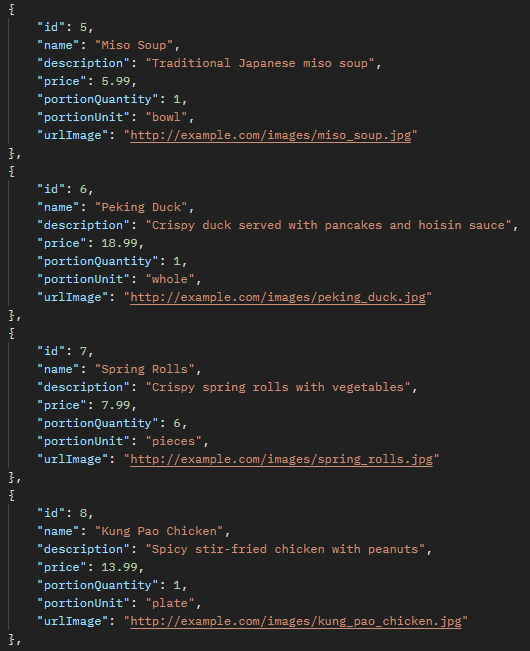 {
"id": 5,
"name": "Miso Soup",
"description": "Traditional Japanese miso soup",
"price": 5.99,
"portionQuantity": 1,
"portionUnit": "bowl",
"urlImage": "http://example.com/images/miso_soup.jpg"
},
{
"id": 6,
"name": "Peking Duck",
"description": "Crispy duck served with pancakes and hoisin sauce",
"price": 18.99,
"portionQuantity": 1,
"portionUnit": "whole",
"urlImage": "http://example.com/images/peking_duck.jpg"
},
{
"id": 7,
"name": "Spring Rolls",
"description": "Crispy spring rolls with vegetables",
"price": 7.99,
"portionQuantity": 6,
"portionUnit": "pieces",
"urlImage": "http://example.com/images/spring_rolls.jpg"
},
{
"id": 8,
"name": "Kung Pao Chicken",
"description": "Spicy stir-fried chicken with peanuts",
"price": 13.99,
"portionQuantity": 1,
"portionUnit": "plate",
"urlImage": "http://example.com/images/kung_pao_chicken.jpg"
},